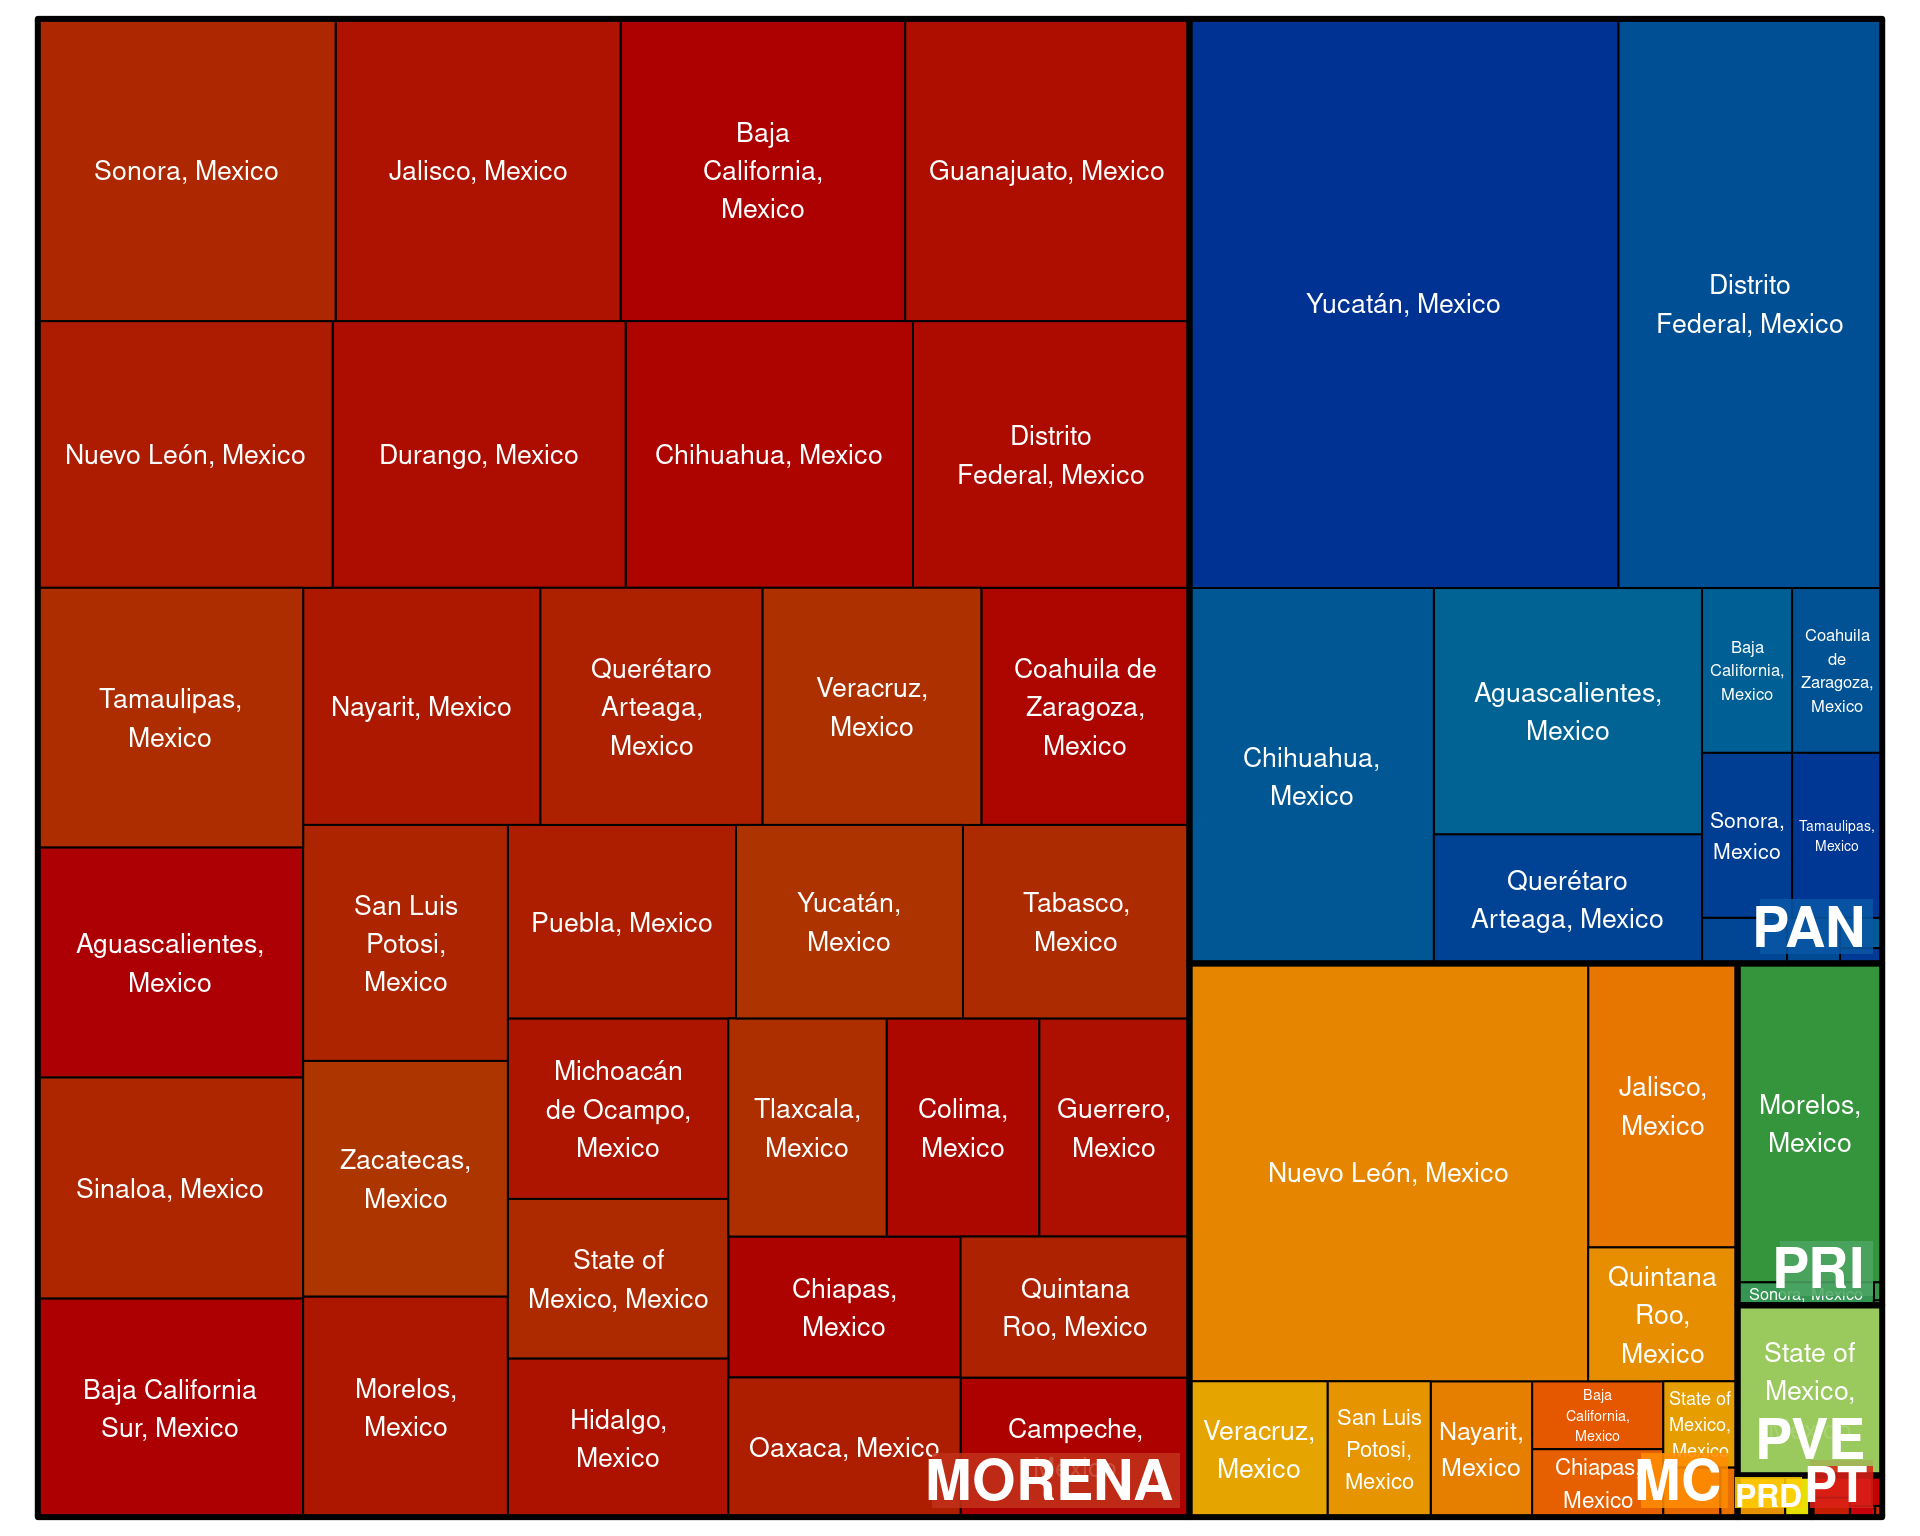 Sonora, Mexico
Jalisco, Mexico
Baja
California,
Mexico
Guanajuato, Mexico
Nuevo León, Mexico
Durango, Mexico
Chihuahua, Mexico
Distrito
Federal, Mexico
Tamaulipas,
Mexico
Nayarit, Mexico
Querétaro
Arteaga,
Mexico
Veracruz,
Mexico
Coahuila de
Zaragoza,
Mexico
Aguascalientes,
Mexico
San Luis
Potosi,
Mexico
Puebla, Mexico
Yucatán,
Mexico
Tabasco,
Mexico
Sinaloa, Mexico
Zacatecas,
Mexico
Michoacán
de Ocampo,
Mexico
Tlaxcala,
Mexico
Colima,
Mexico
Guerrero,
Mexico
State of
Mexico, Mexico
Chiapas,
Mexico
Quintana
Roo, Mexico
Baja California
Sur, Mexico
Morelos,
Mexico
Hidalgo,
Mexico
Oaxaca, Mexico
Campeche,
MORENA
Yucatán, Mexico
Distrito
Federal, Mexico
Chihuahua,
Mexico
Aguascalientes,
Mexico
Querétaro
Arteaga, Mexico
Baja
California,
Mexico
Coahuila
de
Zaragoza,
Mexico
Sonora,
Mexico
Tamaulipas,
Mexico
PAN
Nuevo León, Mexico
Jalisco,
Mexico
Quintana
Roo,
Mexico
Veracruz,
Mexico
San Luis
Potosi,
Mexico
Nayarit,
Mexico
Baja
California,
Mexico
Chiapas,
Mexico
State of
Mexico,
Mexico
MC
Morelos,
Mexico
PRI
Sonora, Mexico
State of
Mexico,
PVE
PRD
PT